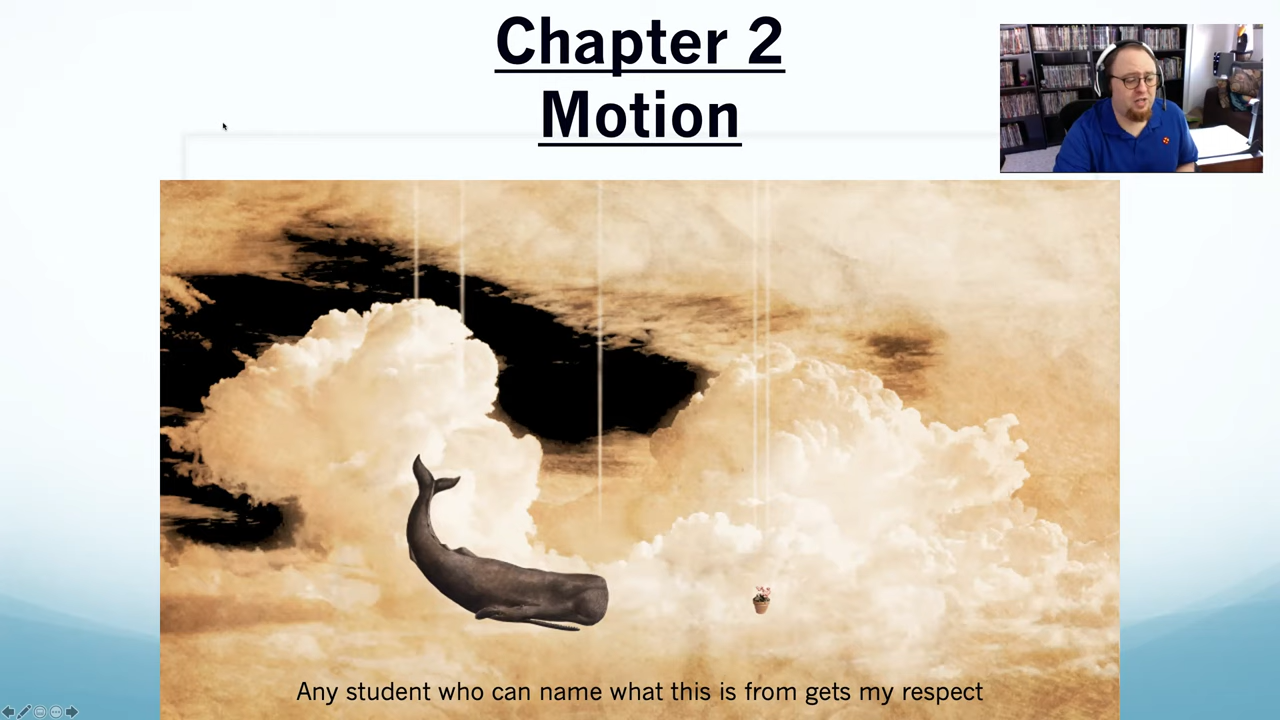 Chapter 2
Motion
Any student who can name what this is from gets my respect